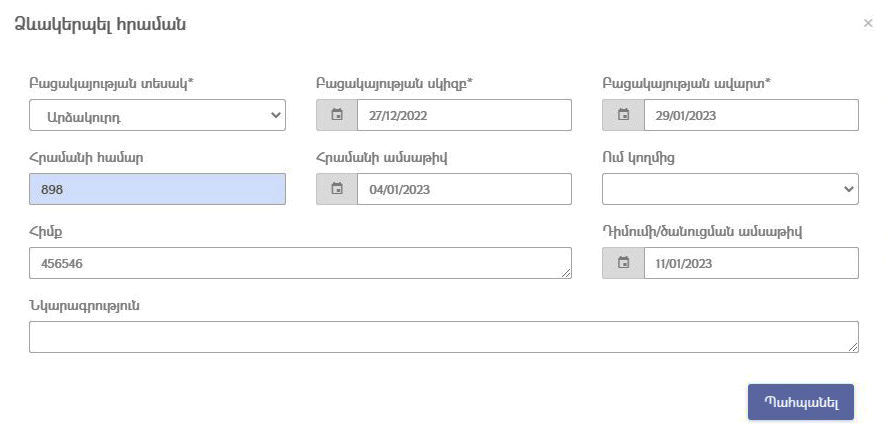 Ձևակերպել հրաման
×
Բացակայության տեսակ* Բացակայության սկիզբ* Բացակայության ավարտ*
Արձակուրդ 27/12/2022 29/01/2023
Հրամանի համար Հրամանի ամսաթիվ Ում կողմից
898 04/01/2023
Հիմք Դիմումի/ծանուցման ամսաթիվ
456546 11/01/2023
Նկարագրություն
Պահպանել